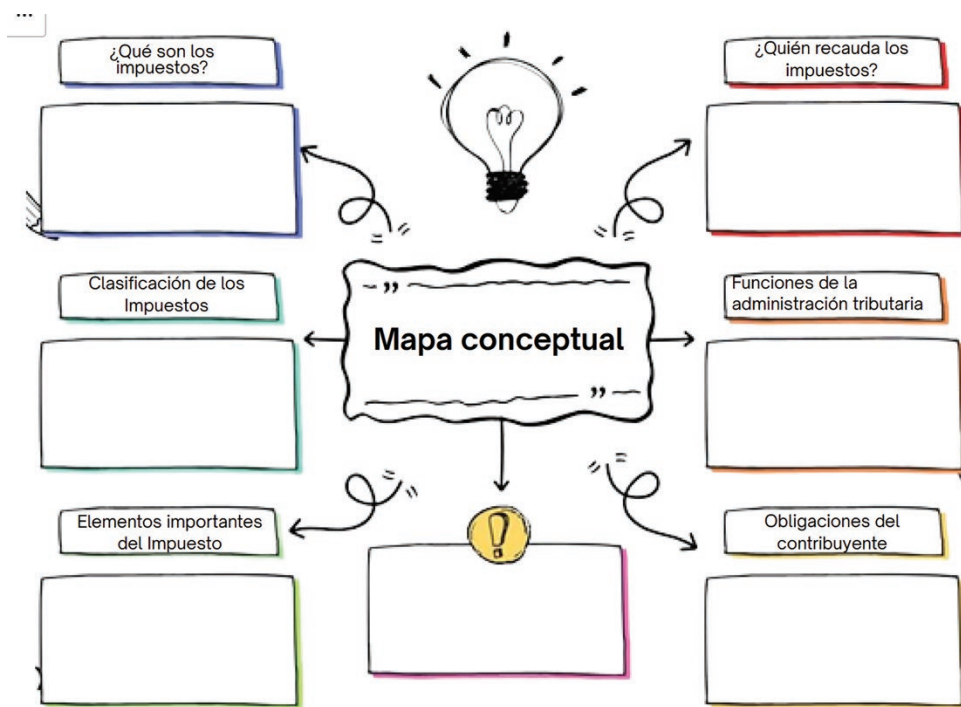 ...
¿Qué son los
impuestos?
¿Quién recauda los
impuestos?
Clasificación de los
Impuestos
Mapa conceptual
Funciones de la
administración tributaria
Elementos importantes
del Impuesto
!
Obligaciones del
contribuyente